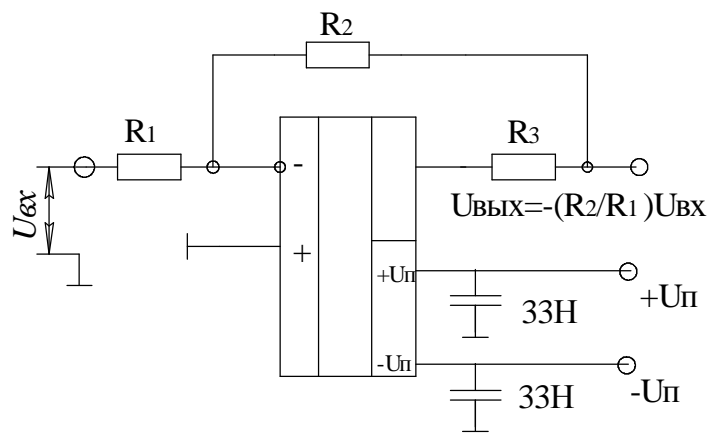 R2
R1
R3
Uвх
-
+
Uвых=-(R2/R1)Uвх
+Uп
33Н
+Uп
-Uп
33Н
-Uп